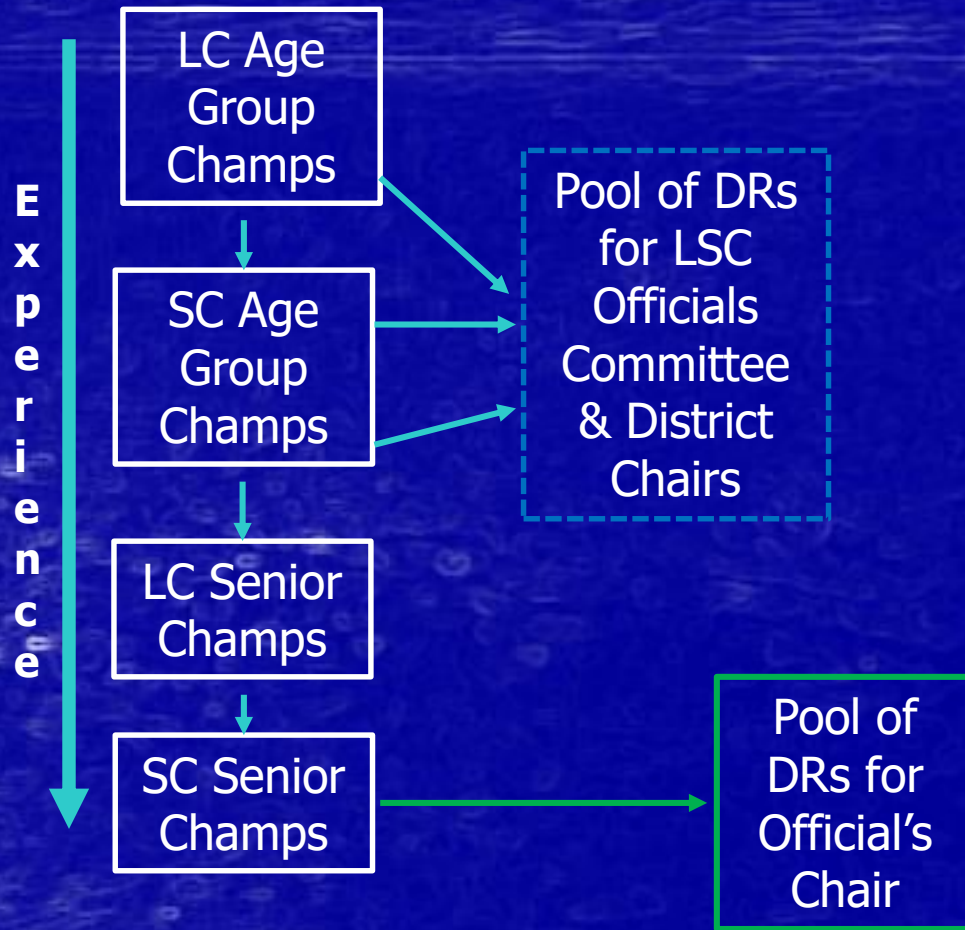 E
x
p
e
r
i
e
n
c
e
LC Age
Group
Champs
SC Age
Group
Champs
LC Senior
Champs
SC Senior
Champs
Pool of DRs
for LSC
Officials
Committee
& District
Chairs
Pool of
DRs for
Official’s
Chair